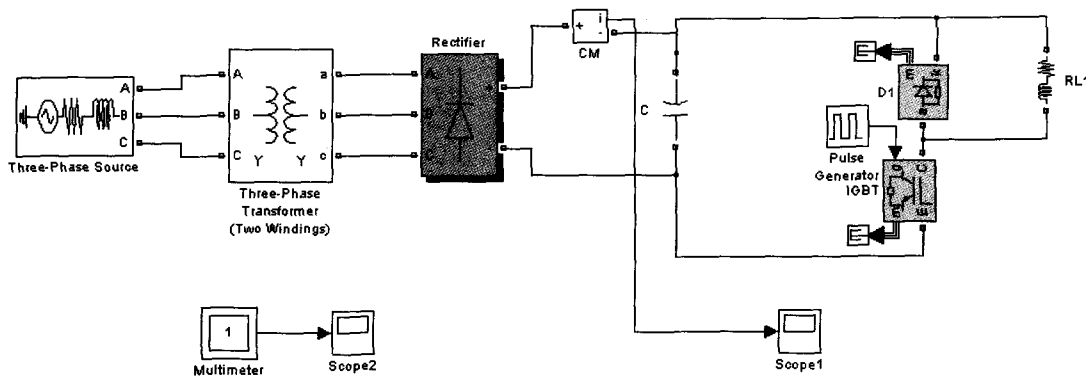 Three-Phase Source
A
B
C
A
B
C
a
b
c
Y Y
Three-Phase
Transformer
(Two Windings)
Rectifier
A
B
C
+
-
+
i
-
CM
C
E
D1
k
a
Pulse
Generator
IGBT
g
C
m
E
E
RL1
1
Multimeter
Scope2
Scope1